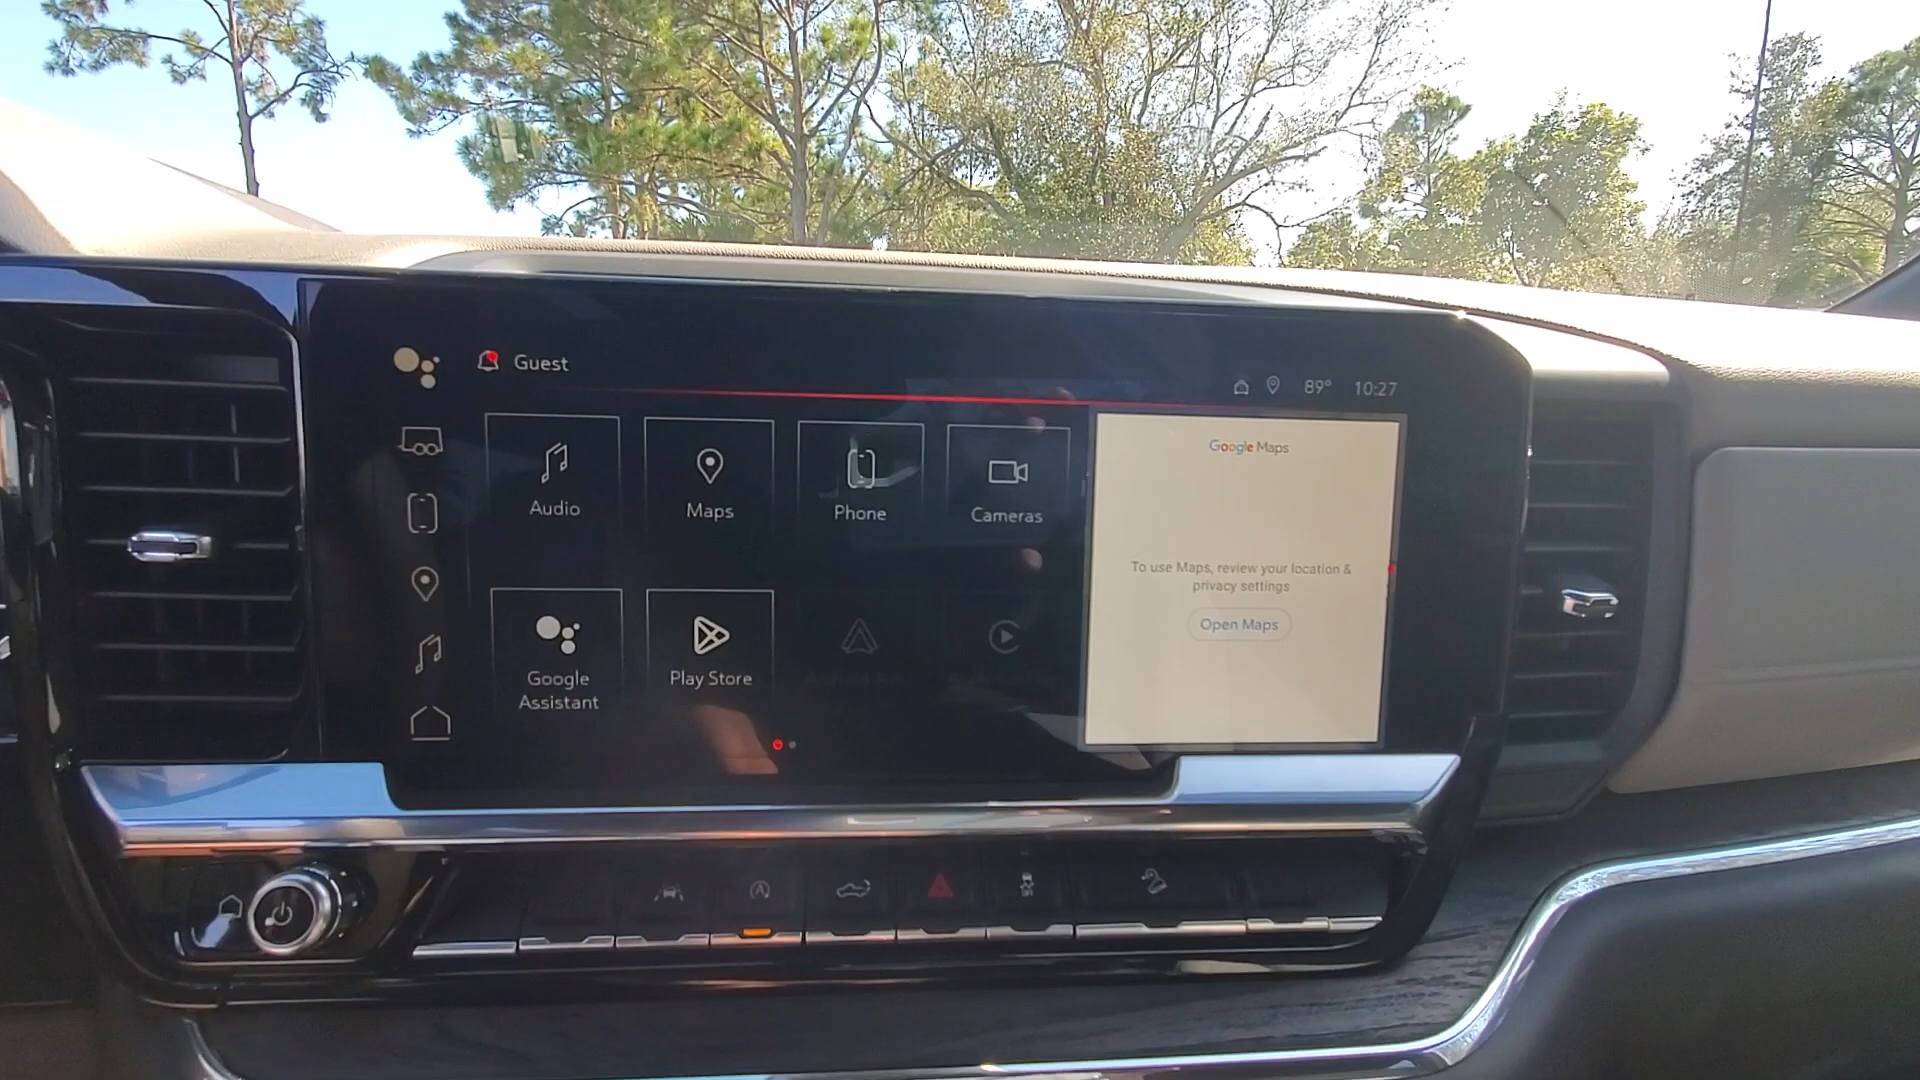 Guest
89° 10:27
Audio
Maps
Phone
Cameras
Google Maps
To use Maps, review your location &
privacy settings
Open Maps
Google
Assistant
Play Store